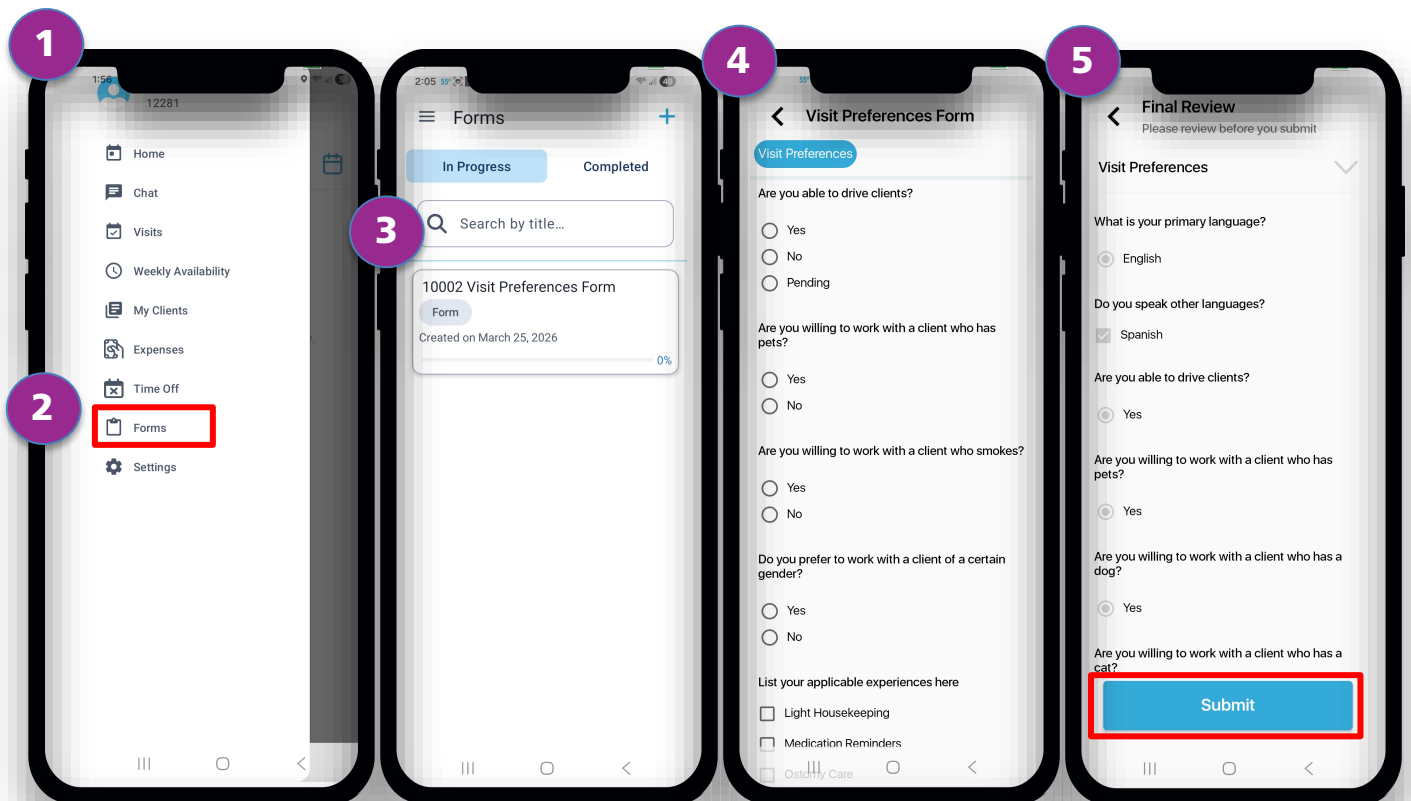 1
1:56
12281
Home
Chat
Visits
Weekly Availability
My Clients
Expenses
Time Off
2
Forms
Settings
2:05 55°
49
Forms
In Progress
Completed
3
Search by title...
10002 Visit Preferences Form
Form
Created on March 25, 2026
0%
4
55°
Visit Preferences Form
Visit Preferences
Are you able to drive clients?
Yes
No
Pending
Are you willing to work with a client who has
pets?
Yes
No
Are you willing to work with a client who smokes?
Yes
No
Do you prefer to work with a client of a certain
gender?
Yes
No
List your applicable experiences here
Light Housekeeping
Medication Reminders
Ostomy Care
5
Final Review
Please review before you submit
Visit Preferences
What is your primary language?
English
Do you speak other languages?
Spanish
Are you able to drive clients?
Yes
Are you willing to work with a client who has
pets?
Yes
Are you willing to work with a client who has a
dog?
Yes
Are you willing to work with a client who has a
cat?
Submit